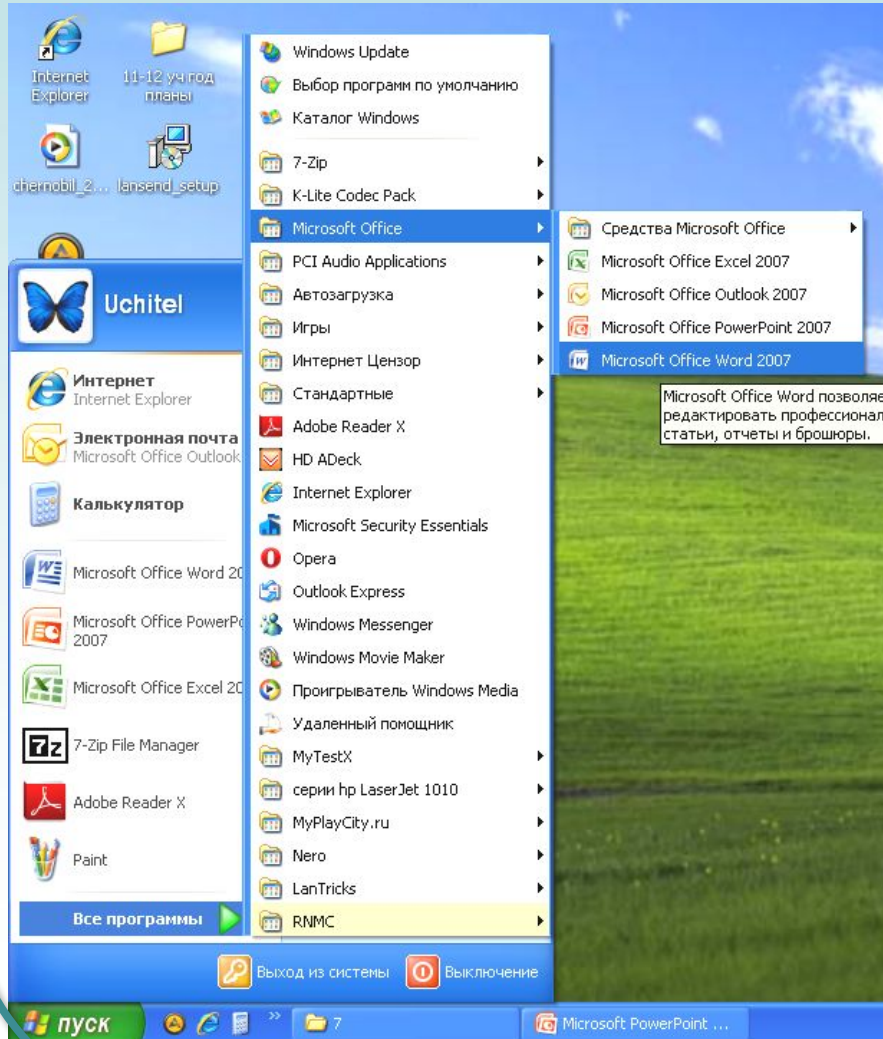 Internet
Explorer
11-12 уч год
планы
chernobil_2...
lansend_setup
Uchitel
Интернет
Internet Explorer
Электронная почта
Microsoft Office Outlook
Калькулятор
Microsoft Office Word 20
Microsoft Office PowerPo
2007
Microsoft Office Excel 20
7-Zip File Manager
Adobe Reader X
Paint
Все программы
Windows Update
Выбор программ по умолчанию
Каталог Windows
7-Zip
K-Lite Codec Pack
Microsoft Office
PCI Audio Applications
Автозагрузка
Игры
Интернет Цензор
Стандартные
Adobe Reader X
HD ADeck
Internet Explorer
Microsoft Security Essentials
Opera
Outlook Express
Windows Messenger
Windows Movie Maker
Проигрыватель Windows Media
Удаленный помощник
MyTestX
серии hp LaserJet 1010
MyPlayCity.ru
Nero
LanTricks
RNMC
Средства Microsoft Office
Microsoft Office Excel 2007
Microsoft Office Outlook 2007
Microsoft Office PowerPoint 2007
Microsoft Office Word 2007
Microsoft Office Word позволяе
редактировать профессионал
статьи, отчеты и брошюры.
Выход из системы
Выключение
пуск
7
Microsoft PowerPoint ...